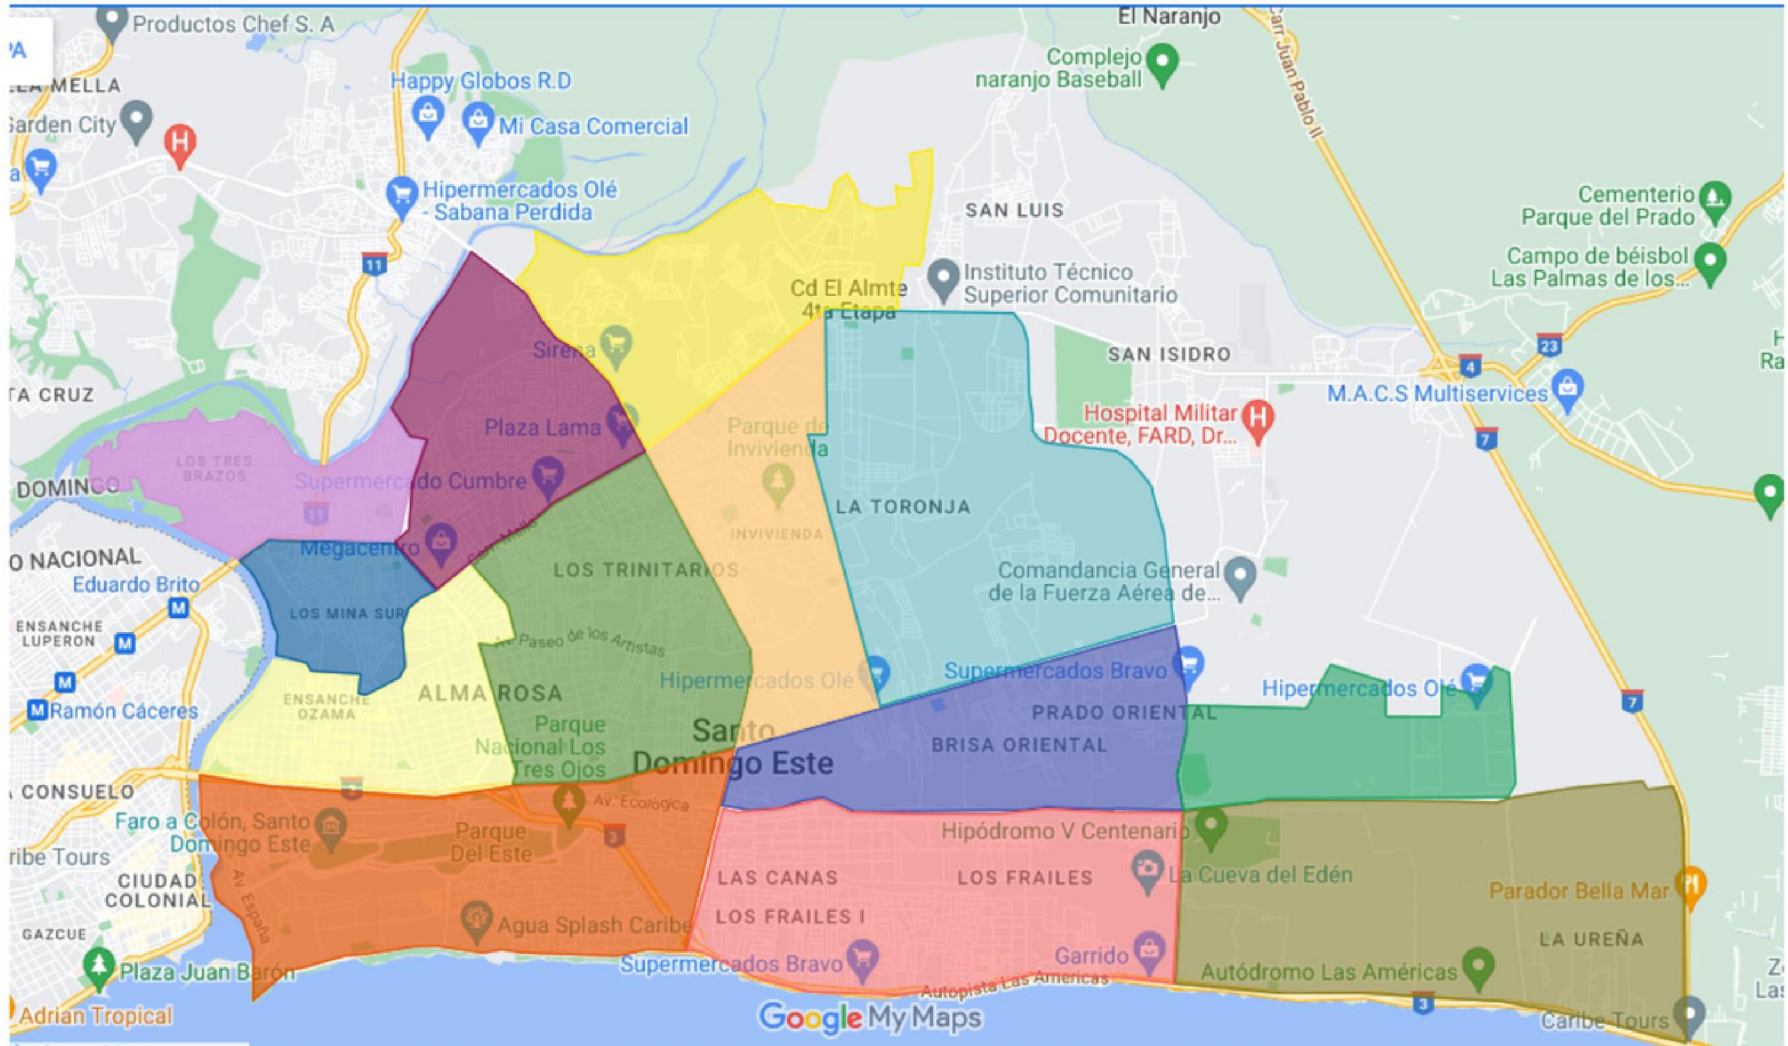 Productos Chef S. A
El Naranjo
Carr Juan Pablo II
PA
Complejo
naranjo Baseball
Happy Globos R.D
LA MELLA
Garden City
H
Mi Casa Comercial
Hipermercados Olé
- Sabana Perdida
SAN LUIS
Cementerio
Parque del Prado
Campo de béisbol
Las Palmas de los...
11
Instituto Técnico
Superior Comunitario
Cd El Almte
4ta Etapa
Sirena
23
SAN ISIDRO
4
M.A.C.S Multiservices
TA CRUZ
Hospital Militar
Docente, FARD, Dr...
H
Plaza Lama
Parque de
Invivienda
7
LOS TRES
BRAZOS
Supermercado Cumbre
DOMINGO
11
LA TORONJA
San
INVIVIENDA
Megacentro
O NACIONAL
LOS TRINITARIOS
Comandancia General
de la Fuerza Aérea de...
Eduardo Brito
M
LOS MINA SUR
ENSANCHE
LUPERON
M
Av. Paseo de los Artistas
M
Hipermercados Olé
Supermercados Bravo
Hipermercados Olé
ENSANCHE
OZAMA
ALMA ROSA
7
M
Ramón Cáceres
PRADO ORIENTAL
Parque
Nacional Los
Tres Ojos
Santo
Domingo Este
BRISA ORIENTAL
CONSUELO
Av. Ecológica
Faro a Colón, Santo
Domingo Este
Parque
Del Este
3
Hipódromo V Centenario
ribe Tours
CIUDAD
COLONIAL
Av. España
LAS CANAS
LOS FRAILES
La Cueva del Edén
Parador Bella Mar
LOS FRAILES I
Agua Splash Caribe
GAZCUE
LA UREÑA
Plaza Juan Barón
Supermercados Bravo
Garrido
Autódromo Las Américas
Autopista Las Americas
3
Adrian Tropical
Google My Maps
Caribe Tours